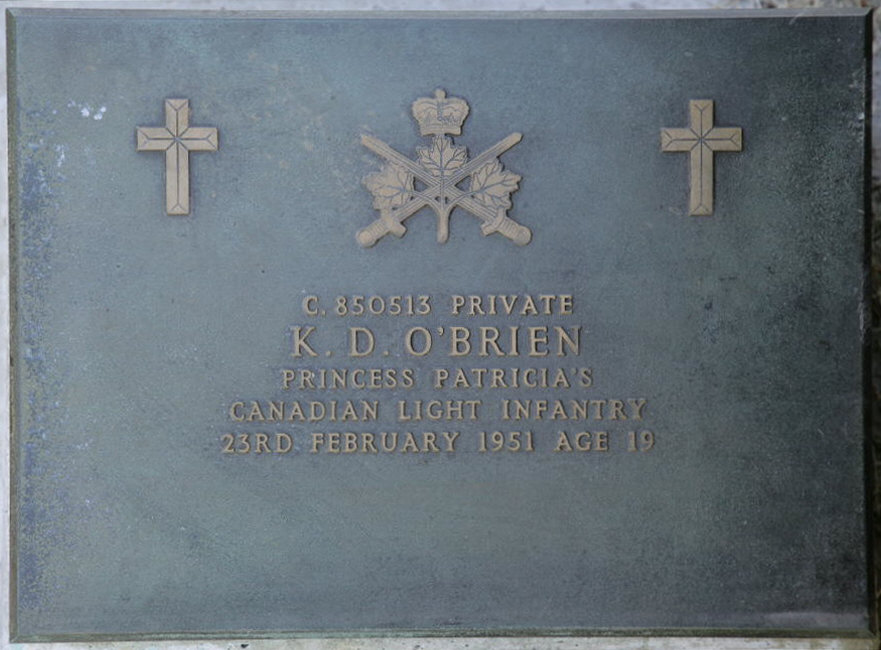 C. 850513 PRIVATE
K. D. O'BRIEN
PRINCESS PATRICIA'S
CANADIAN LIGHT INFANTRY
23RD FEBRUARY 1951 AGE 19